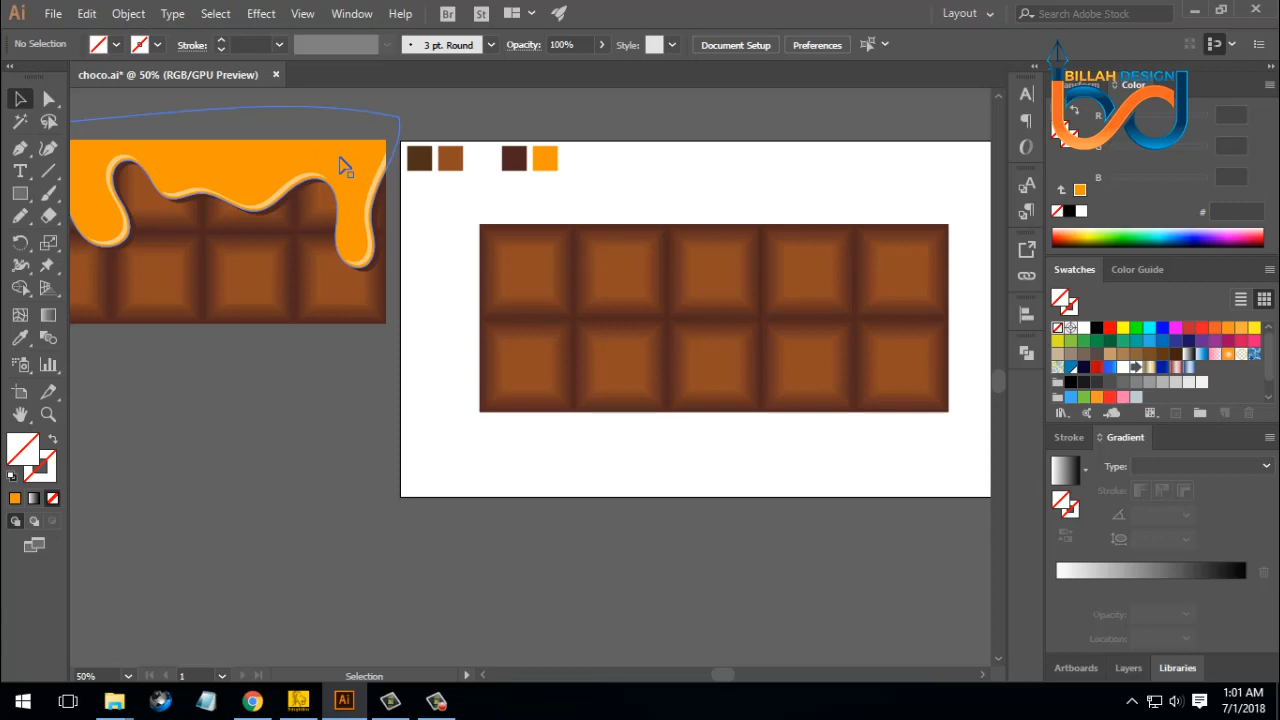 Ai File Edit Object Type Select Effect View Window Help Br St Layout Search Adobe Stock
No Selection Stroke: 3 pt. Round Opacity: 100% Style: Document Setup Preferences
choco.ai* @ 50% (RGB/GPU Preview)
BILLAH DESIGN
Transform Color
R
G
B
#
Swatches Color Guide
Stroke Gradient
Type:
Stroke:
Opacity:
Location:
50% 1 Selection
Artboards Layers Libraries
Ai 1:01 AM
7/1/2018